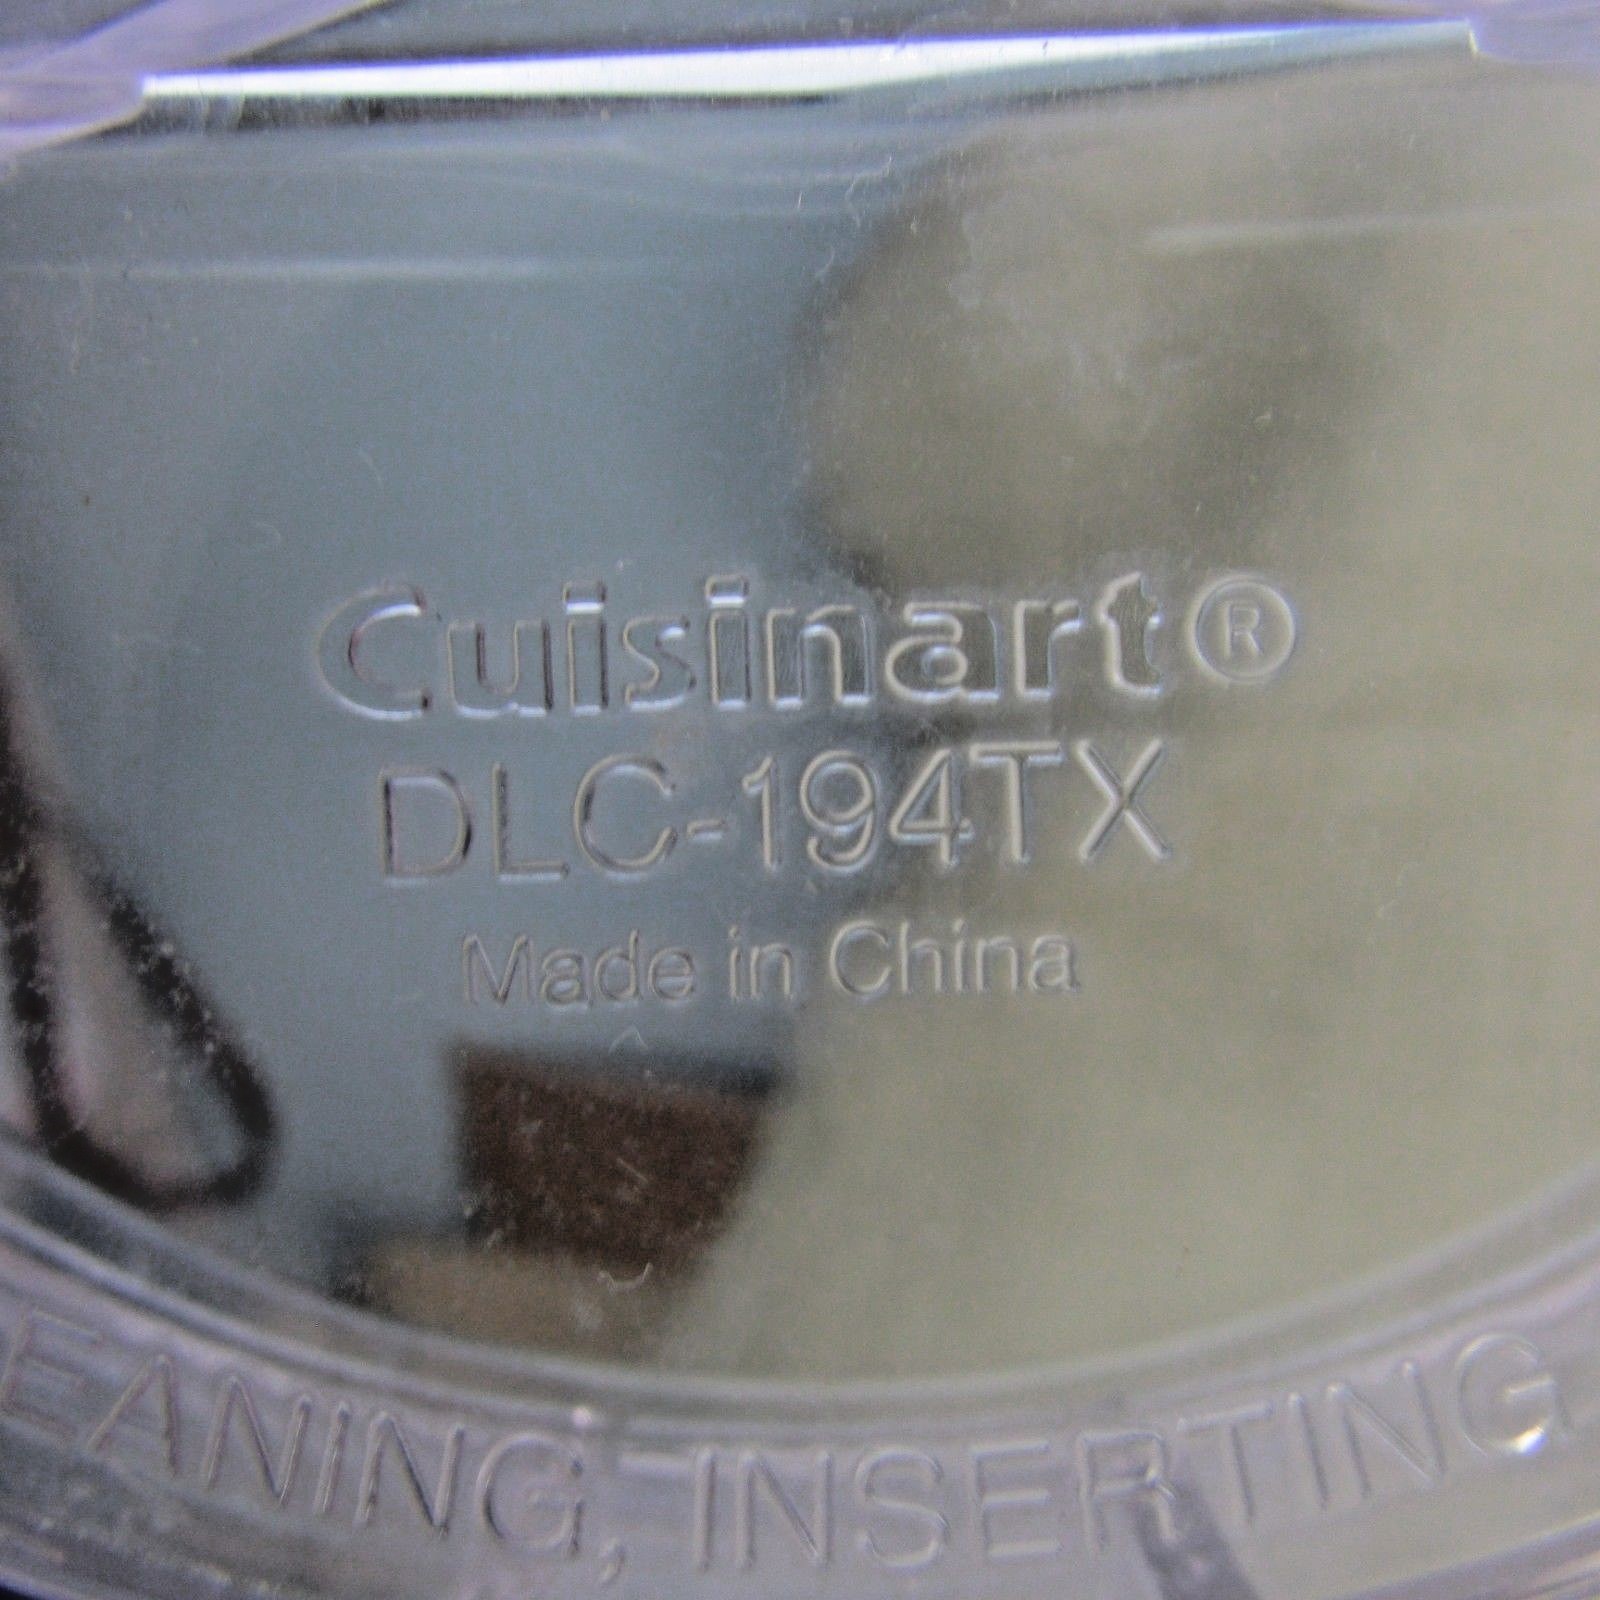 Cuisinart®
DLC-194TX
Made in China
EANING, INSERTING